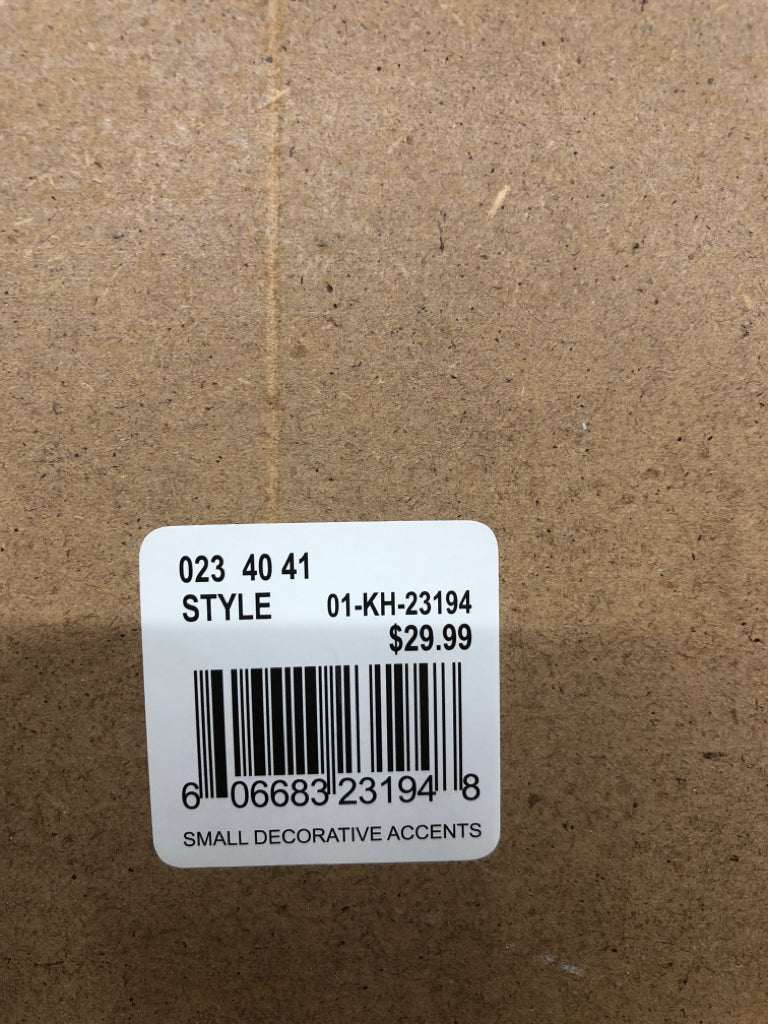 023 40 41
STYLE 01-KH-23194
$29.99
6 06683 23194 8
SMALL DECORATIVE ACCENTS